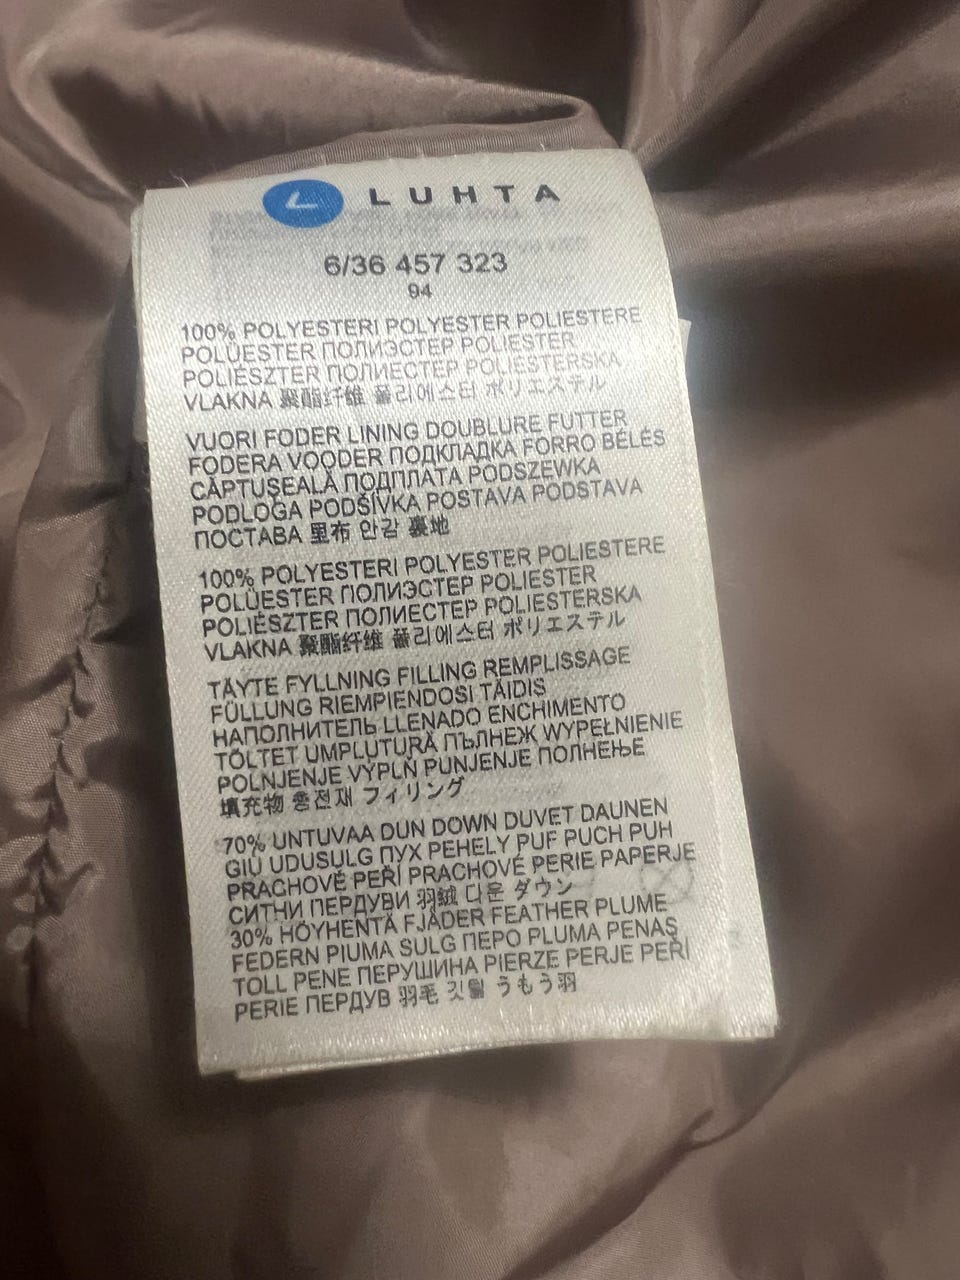 LUHTA
6/36 457 323
94
100% POLYESTERI POLYESTER POLIESTERE
POLÜESTER ПОЛИЭСТЕР POLIESTER
POLIÉSZTER ПОЛИЕСТЕР POLIESTERSKA
VLAKNA 聚酯纤维 폴리에스터 ポリエステル
VUORI FODER LINING DOUBLURE FUTTER
FODERA VOODER ПОДКЛАДКА FORRO BÉLÉS
CĂPTUŞEALĂ ПОДПЛАТА PODSZEWKA
PODLOGA PODŠÍVKA POSTAVA PODSTAVA
ПОСТАВА 里布 안감 裏地
100% POLYESTERI POLYESTER POLIESTERE
POLÜESTER ПОЛИЭСТЕР POLIESTER
POLIÉSZTER ПОЛИЕСТЕР POLIESTERSKA
VLAKNA 聚酯纤维 폴리에스터 ポリエステル
TÄYTE FYLLNING FILLING REMPLISSAGE
FÜLLUNG RIEMPIENDOSI TÄIDIS
НАПОЛНИТЕЛЬ LLENADO ENCHIMENTO
TÖLTET UMPLUTURĂ ПЪЛНЕЖ WYPEŁNIENIE
POLNJENJE VÝPLŇ PUNJENJE ПОЛНЕЊЕ
填充物 충전재 フィリング
70% UNTUVAA DUN DOWN DUVET DAUNEN
GIÙ UDUSULG ПУХ PEHELY PUF PUCH PUH
PRACHOVÉ PEŘÍ PRACHOVÉ PERIE PAPERJE
СИТНИ ПЕРДУВИ 羽絨 다운 ダウン
30% HÖYHENTÄ FJÄDER FEATHER PLUME
FEDERN PIUMA SULG ПЕРО PLUMA PENAS
TOLL PENE ПЕРУШИНА PIERZE PERJE PEŘÍ
PERIE ПЕРДУВ 羽毛 깃털 うもう羽